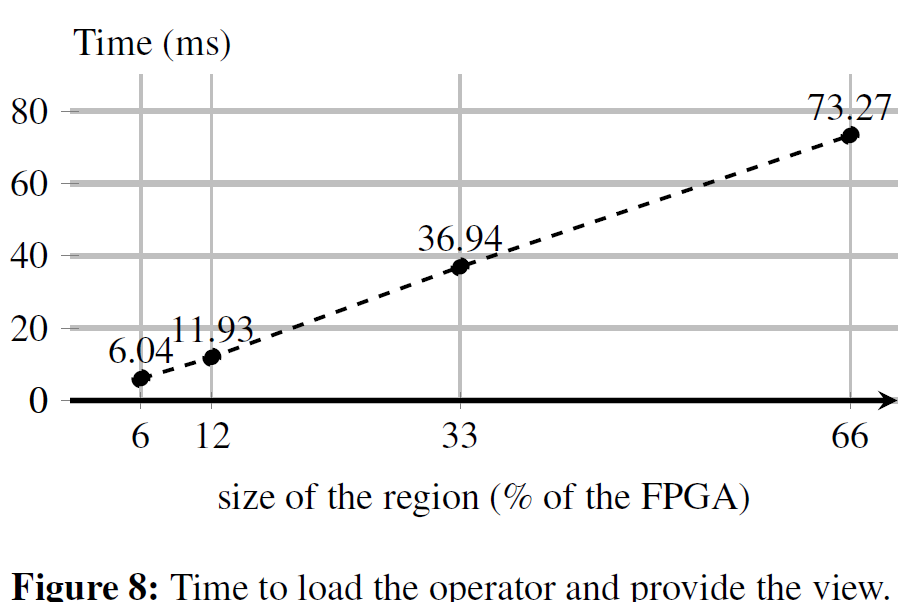 Time (ms)
80
60
40
20
0
6.04
11.93
36.94
73.27
6 12 33 66
size of the region (% of the FPGA)
Figure 8: Time to load the operator and provide the view.